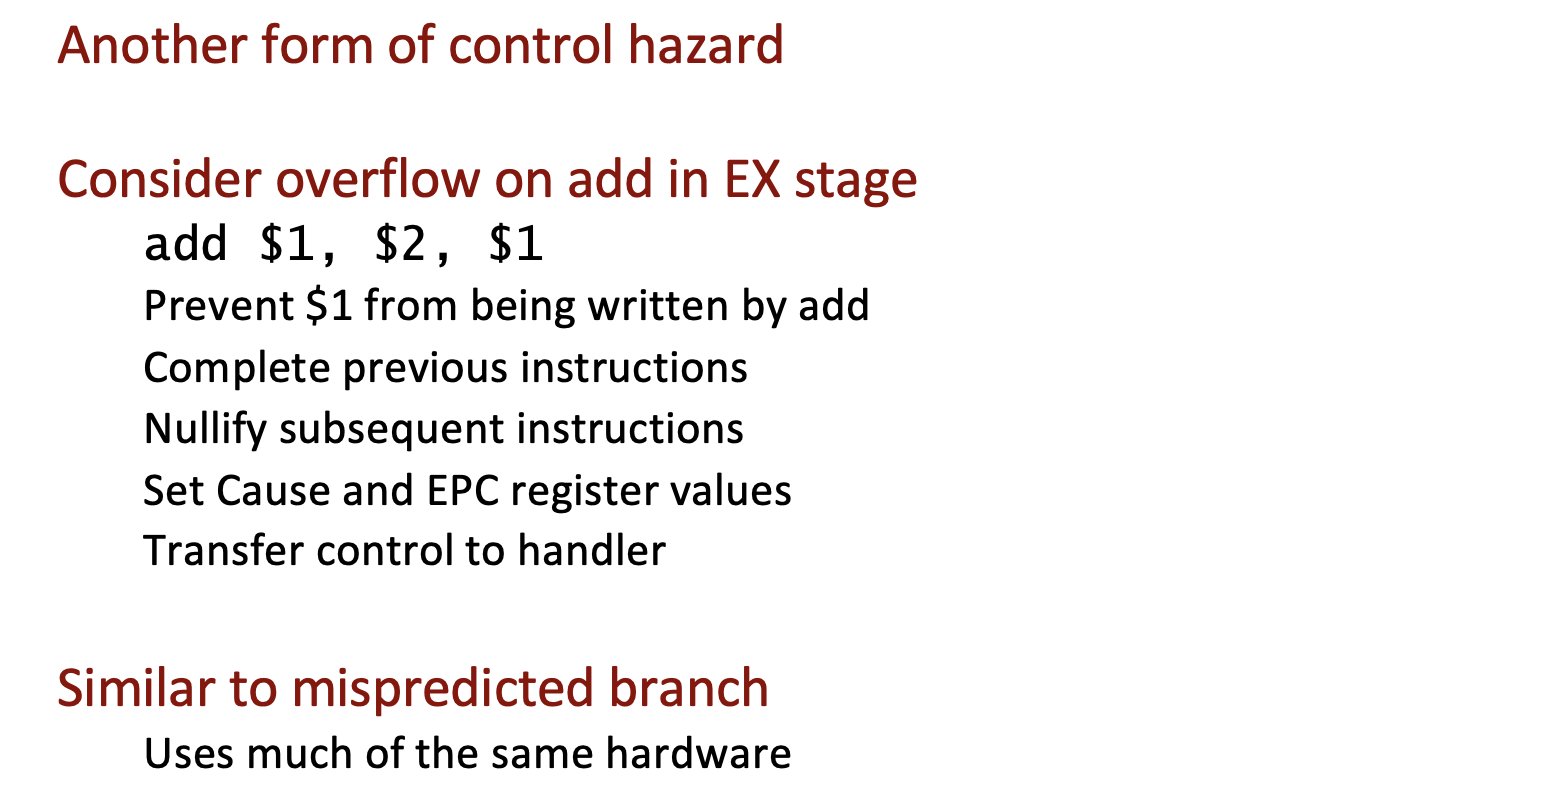 Another form of control hazard
Consider overflow on add in EX stage
add $1, $2, $1
Prevent $1 from being written by add
Complete previous instructions
Nullify subsequent instructions
Set Cause and EPC register values
Transfer control to handler
Similar to mispredicted branch
Uses much of the same hardware